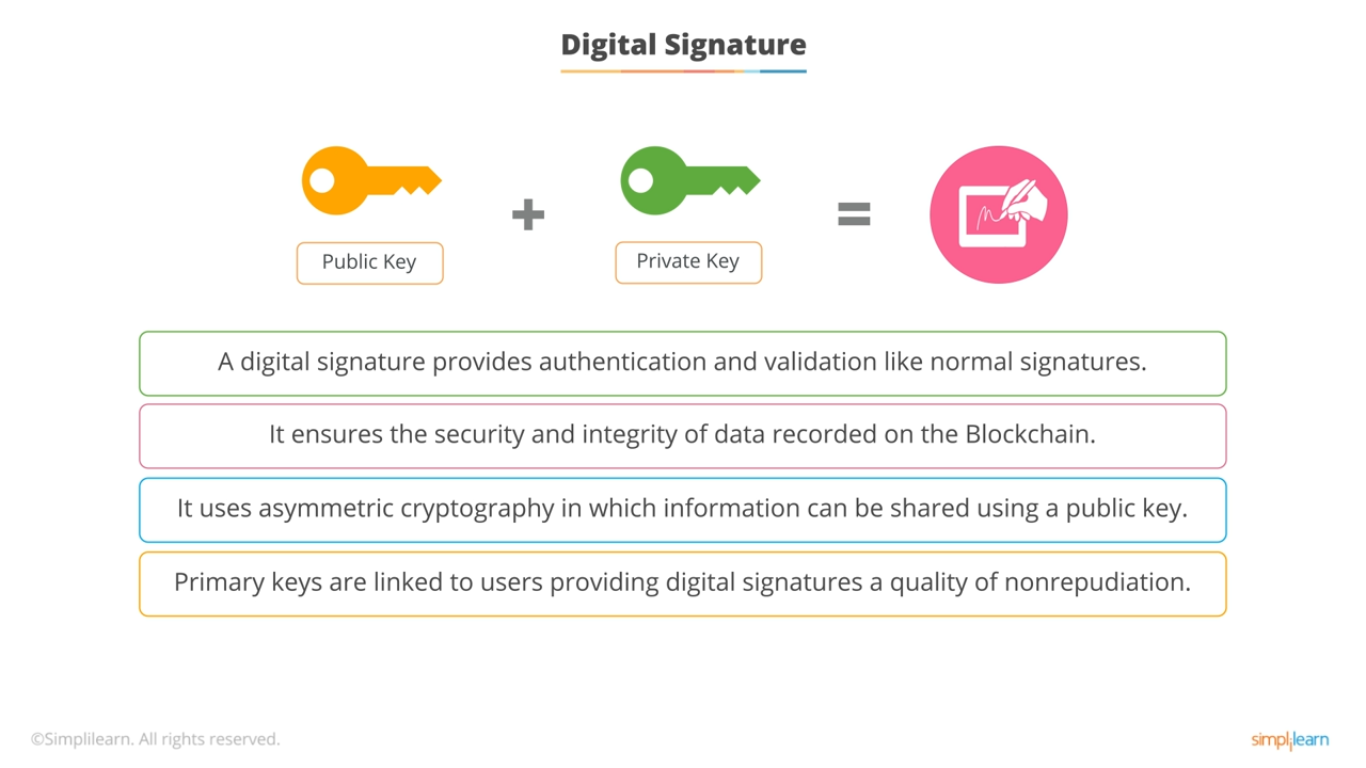 Digital Signature
Public Key
Private Key
A digital signature provides authentication and validation like normal signatures.
It ensures the security and integrity of data recorded on the Blockchain.
It uses asymmetric cryptography in which information can be shared using a public key.
Primary keys are linked to users providing digital signatures a quality of nonrepudiation.
©Simplilearn. All rights reserved.
simplilearn